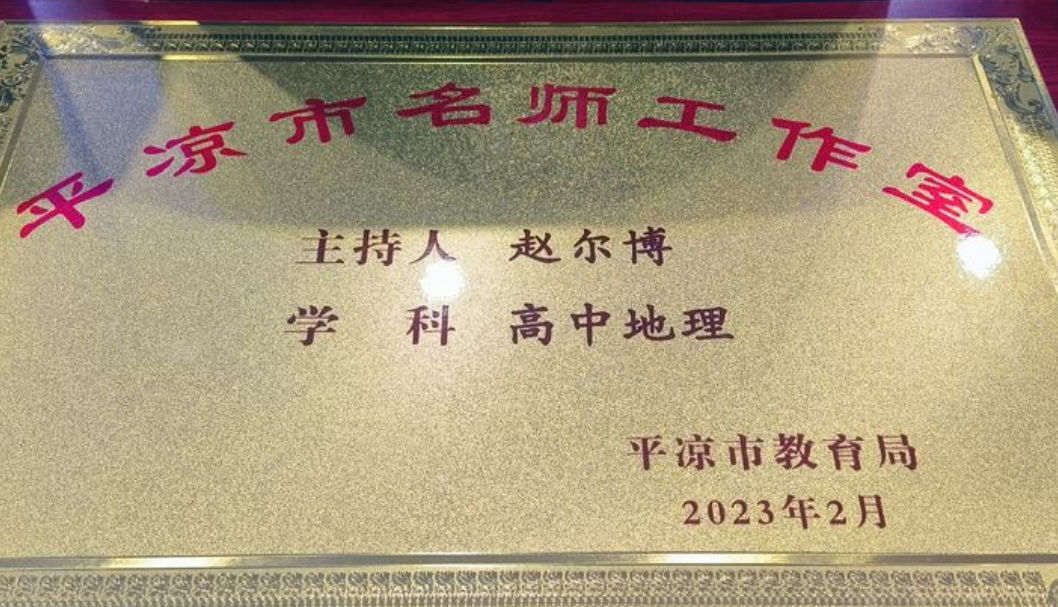 平凉市名师工作室
主持人 赵尔博
学 科 高中地理
平凉市教育局
2023年2月